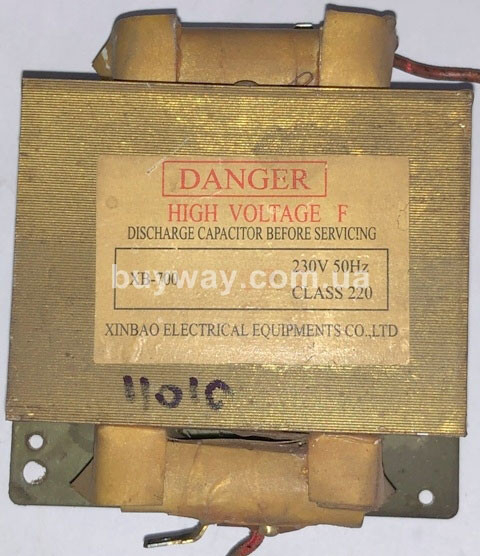 DANGER
HIGH VOLTAGE F
DISCHARGE CAPACITOR BEFORE SERVICING
XB-700
230V 50Hz
CLASS 220
buyway.com.ua
XINBAO ELECTRICAL EQUIPMENTS CO.,LTD
11010